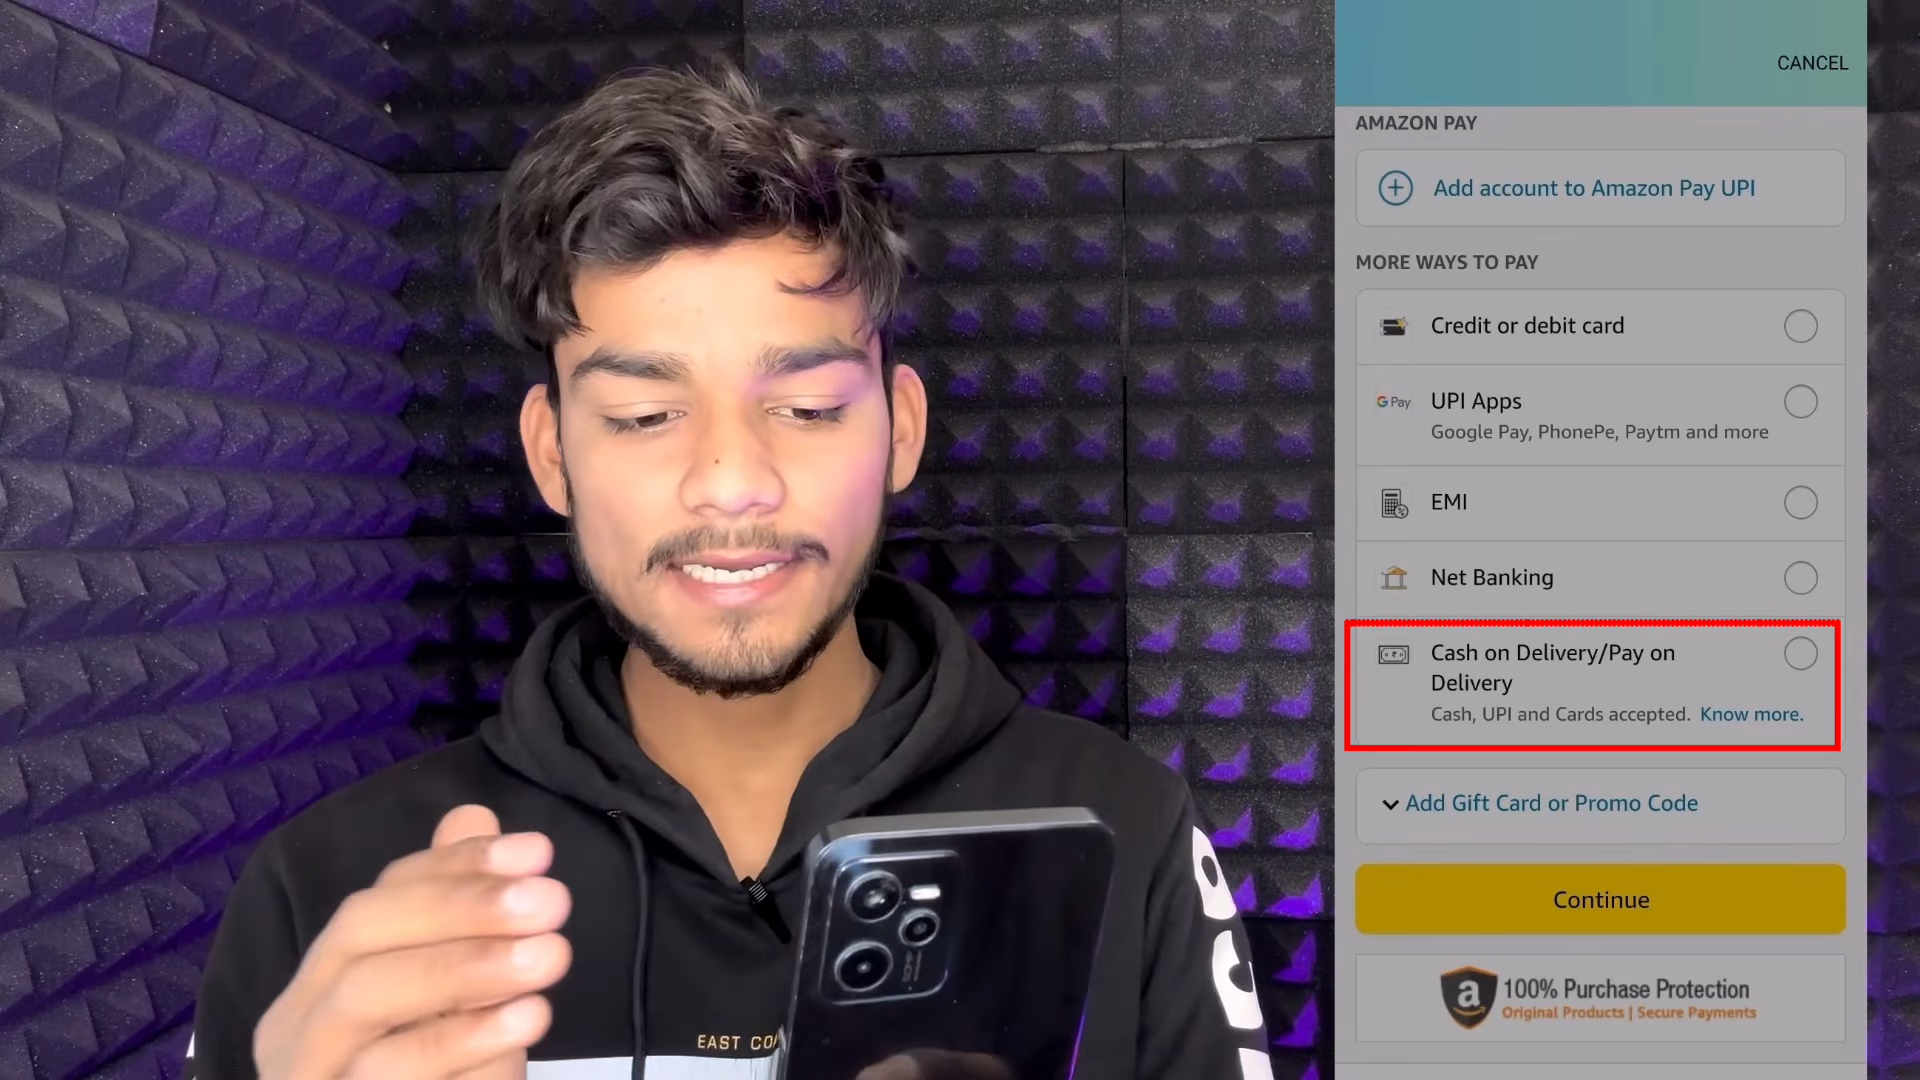 CANCEL
AMAZON PAY
Add account to Amazon Pay UPI
MORE WAYS TO PAY
Credit or debit card
G Pay UPI Apps
Google Pay, PhonePe, Paytm and more
EMI
Net Banking
Cash on Delivery/Pay on
Delivery
Cash, UPI and Cards accepted. Know more.
Add Gift Card or Promo Code
Continue
a 100% Purchase Protection
Original Products | Secure Payments
EAST COA